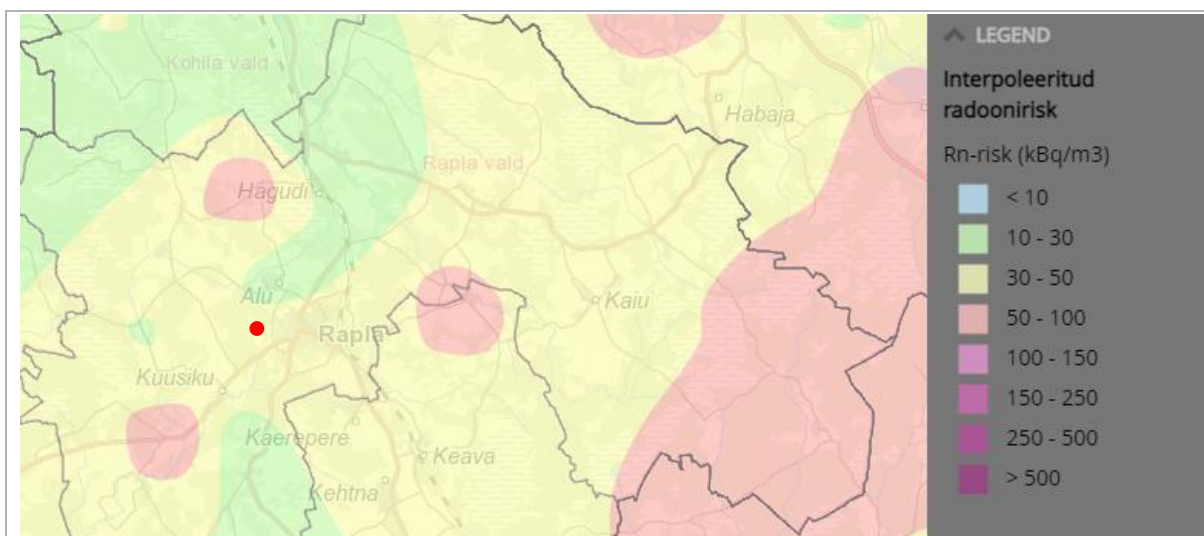 Kohila vald
Habaja
Rapla vald
Hagudi
Alu
Kaiu
Rapla
Kuusiku
Kaerepere
Keava
Kehtna
LEGEND
Interpoleeritud
radoonirisk
Rn-risk (kBq/m3)
< 10
10 - 30
30 - 50
50 - 100
100 - 150
150 - 250
250 - 500
> 500